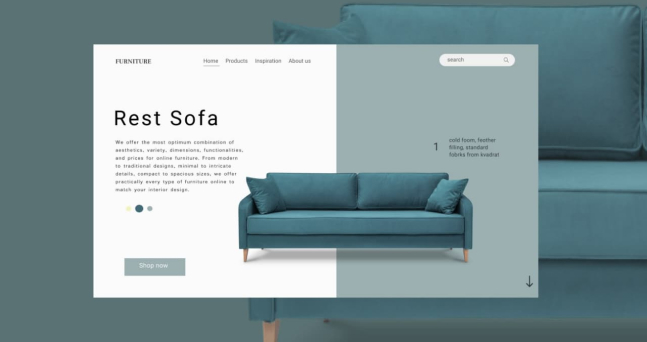 FURNITURE
Home Products Inspiration About us
search
Rest Sofa
We offer the most optimum combination of
aesthetics, variety, dimensions, functionalities,
and prices for online furniture. From modern
to traditional designs, minimal to intricate
details, compact to spacious sizes, we offer
practically every type of furniture online to
match your interior design.
1
cold foom, feather
filling, standard
fabriks from kvadrat
Shop now